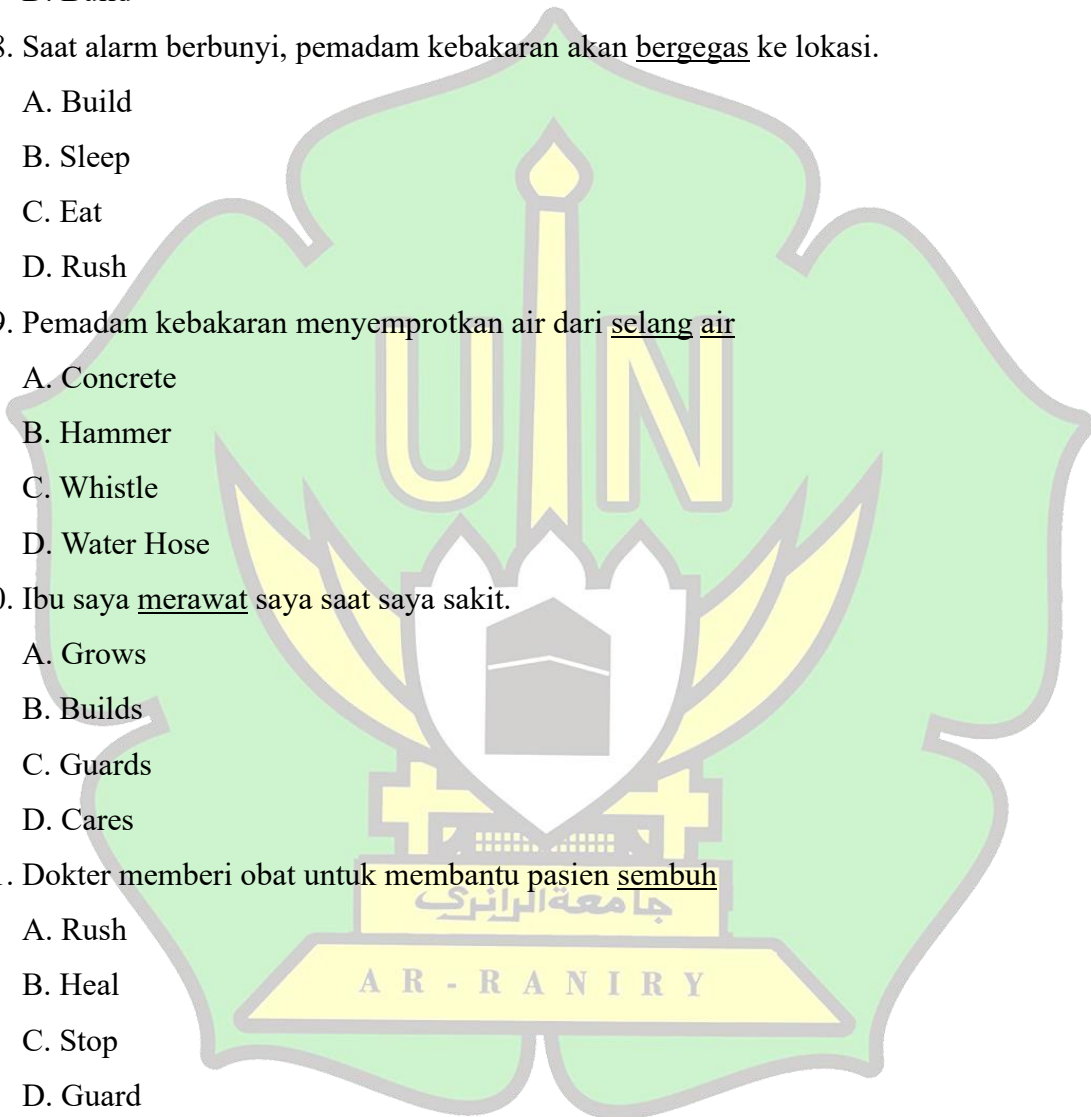 8. Saat alarm berbunyi, pemadam kebakaran akan bergegas ke lokasi.
A. Build
B. Sleep
C. Eat
D. Rush
9. Pemadam kebakaran menyemprotkan air dari selang air
A. Concrete
B. Hammer
C. Whistle
D. Water Hose
0. Ibu saya merawat saya saat saya sakit.
A. Grows
B. Builds
C. Guards
D. Cares
. Dokter memberi obat untuk membantu pasien sembuh
A. Rush
B. Heal
C. Stop
D. Guard
UIN
جامعة الرانري
AR-RANIRY